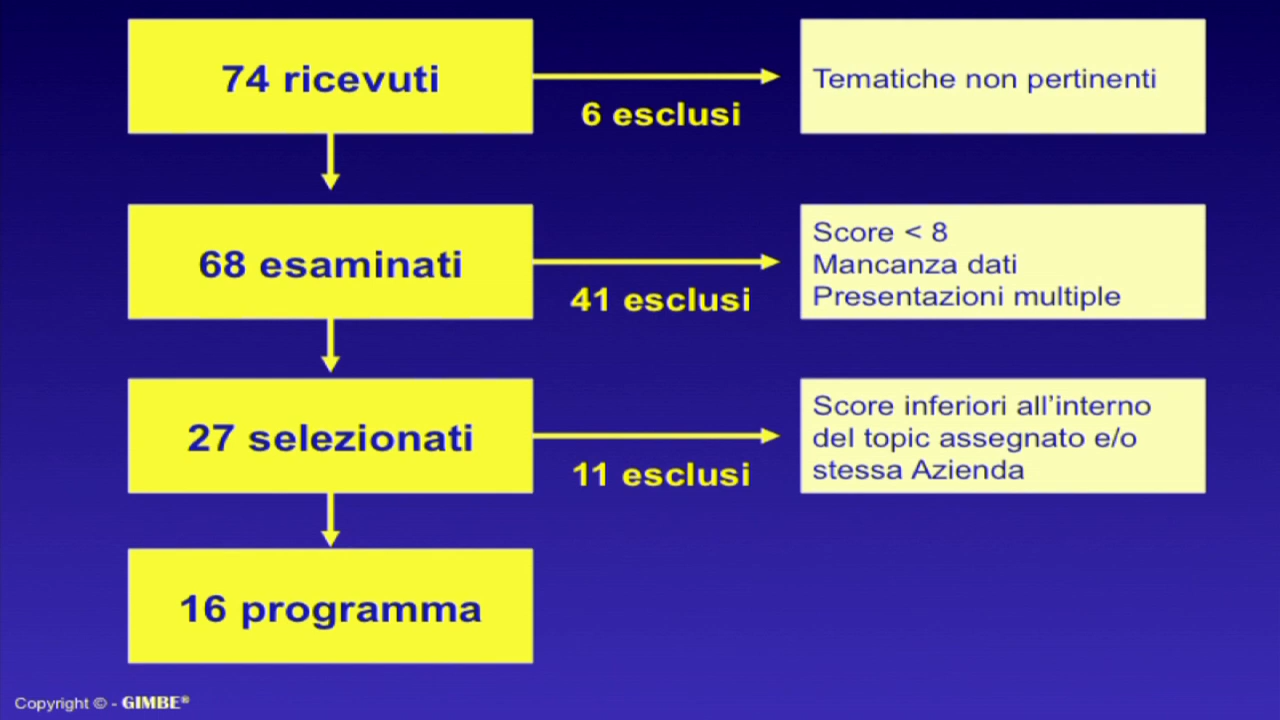 74 ricevuti
6 esclusi
Tematiche non pertinenti
68 esaminati
41 esclusi
Score < 8
Mancanza dati
Presentazioni multiple
27 selezionati
11 esclusi
Score inferiori all’interno
del topic assegnato e/o
stessa Azienda
16 programma
Copyright © - GIMBE®